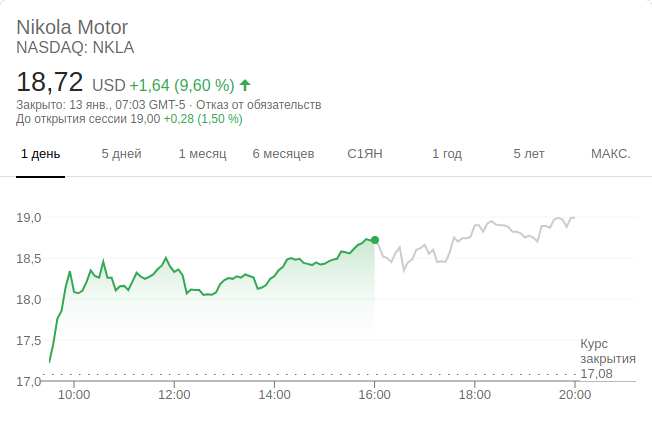 Nikola Motor
NASDAQ: NKLA
18,72 USD +1,64 (9,60 %)
Закрыто: 13 янв., 07:03 GMT-5 · Отказ от обязательств
До открытия сессии 19,00 +0,28 (1,50 %)
1 день 5 дней 1 месяц 6 месяцев С1ЯН 1 год 5 лет МАКС.
19,0
18,5
18,0
17,5
Курс
закрытия
17,08
17,0
10:00 12:00 14:00 16:00 18:00 20:00